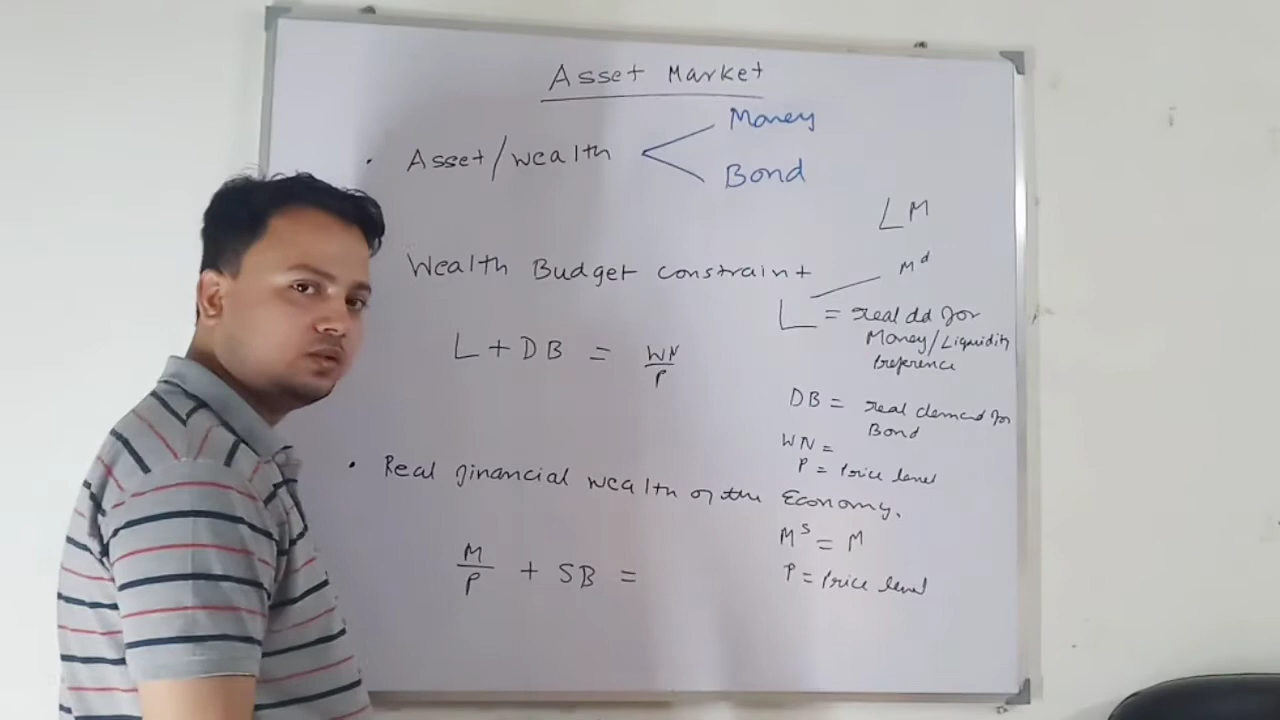 Asset Market
• Asset/wealth
Money
Bond
LM
Wealth Budget constraint
M^d
L = real dd for
Money/Liquidity
preference
L + DB = WN/P
DB = real demand for
Bond
WN =
P = Price level
• Real financial wealth of the Economy.
M^s = M
M/P + SB =
P = Price level